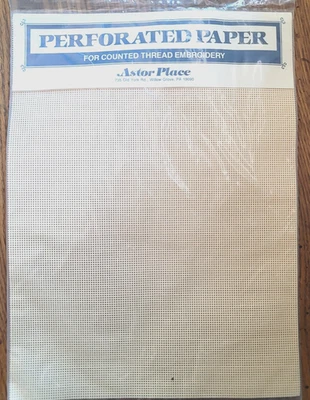 PERFORATED PAPER
FOR COUNTED THREAD EMBROIDERY
Astor Place